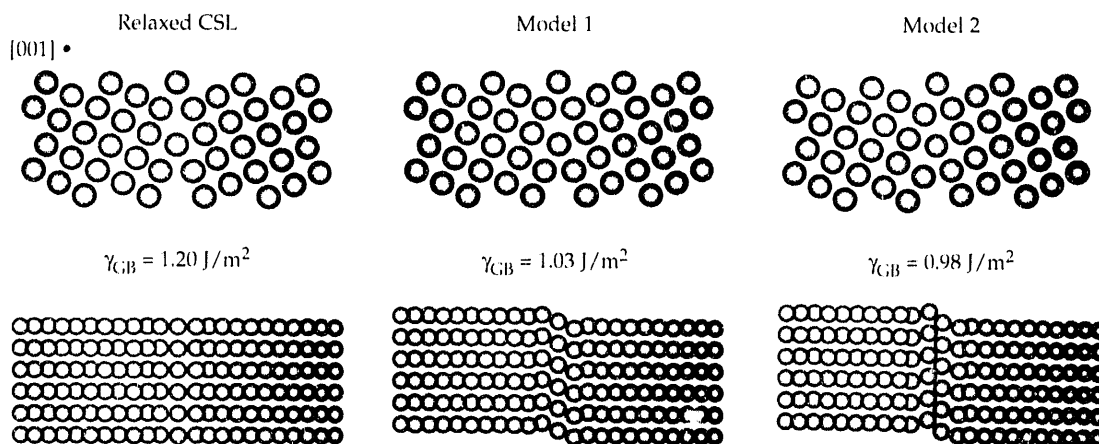 Relaxed CSL
Model 1
Model 2
[001] •
γGB = 1.20 J/m²
γGB = 1.03 J/m²
γGB = 0.98 J/m²